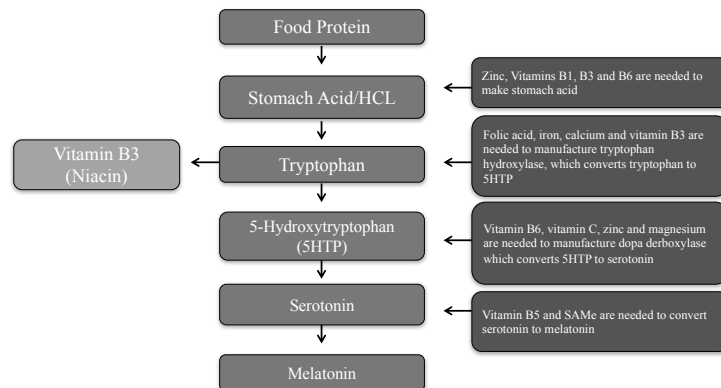 Food Protein
Stomach Acid/HCL
Zinc, Vitamins B1, B3 and B6 are needed to
make stomach acid
Vitamin B3
(Niacin)
Tryptophan
Folic acid, iron, calcium and vitamin B3 are
needed to manufacture tryptophan
hydroxylase, which converts tryptophan to
5HTP
5-Hydroxytryptophan
(5HTP)
Vitamin B6, vitamin C, zinc and magnesium
are needed to manufacture dopa derboxylase
which converts 5HTP to serotonin
Serotonin
Vitamin B5 and SAMe are needed to convert
serotonin to melatonin
Melatonin